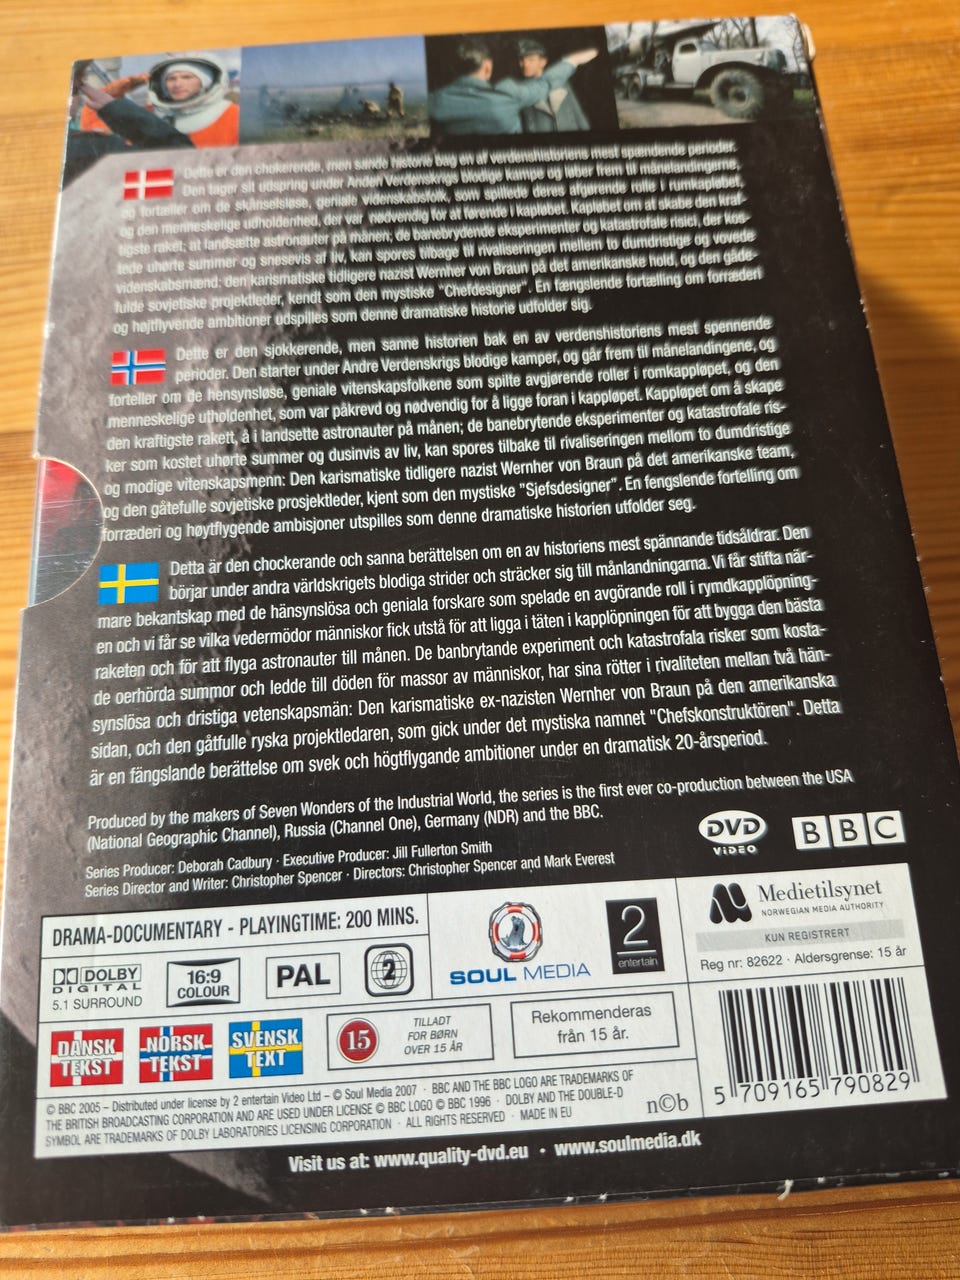 Dette er den chokerende, men sande historie bag en af verdenshistoriens mest spændende perioder.
Den tager sit udspring under Anden Verdenskrigs blodige kampe og løber frem til månelandingerne,
og fortæller om de skånselsløse, geniale videnskabsfolk, som spillede deres afgørende rolle i rumkapløbet,
og den menneskelige udholdenhed, der var nødvendig for at føre i kapløbet. Kapløbet om at skabe den kraf-
tigste raket; at landsætte astronauter på månen; de banebrydende eksperimenter og katastrofale risici, der kos-
tede uhørte summer og snesevis af liv, kan spores tilbage til rivaliseringen mellem to dumdristige og vovede
videnskabsmænd: den karismatiske tidligere nazist Wernher von Braun på det amerikanske hold, og den gåde-
fulde sovjetiske projektleder, kendt som den mystiske "Chefdesigner". En fængslende fortælling om forræderi
og højtflyvende ambitioner udspilles som denne dramatiske historie udfolder sig.
Dette er den sjokkerende, men sanne historien bak en av verdenshistoriens mest spennende
perioder. Den starter under Andre Verdenskrigs blodige kamper, og går frem til månelandingene, og
forteller om de hensynsløse, geniale vitenskapsfolkene som spilte avgjørende roller i romkappløpet, og den
menneskelige utholdenhet, som var påkrevd og nødvendig for å ligge foran i kappløpet. Kappløpet om å skape
den kraftigste rakett, å i landsette astronauter på månen; de banebrytende eksperimenter og katastrofale ris-
ker som kostet uhørte summer og dusinvis av liv, kan spores tilbake til rivaliseringen mellom to dumdristige
og modige vitenskapsmenn: Den karismatiske tidligere nazist Wernher von Braun på det amerikanske team,
og den gåtefulle sovjetiske prosjektleder, kjent som den mystiske "Sjefsdesigner". En fengslende fortelling om
forræderi og høytflygende ambisjoner utspilles som denne dramatiske historien utfolder seg.
Detta är den chockerande och sanna berättelsen om en av historiens mest spännande tidsåldrar. Den
börjar under andra världskrigets blodiga strider och sträcker sig till månlandningarna. Vi får stifta när-
mare bekantskap med de hänsynslösa och geniala forskare som spelade en avgörande roll i rymdkapplöpning-
en och vi får se vilka vedermödor människor fick utstå för att ligga i täten i kapplöpningen för att bygga den bästa
raketen och för att flyga astronauter till månen. De banbrytande experiment och katastrofala risker som kosta-
de oerhörda summor och ledde till döden för massor av människor, har sina rötter i rivaliteten mellan två hän-
synslösa och dristiga vetenskapsmän: Den karismatiske ex-nazisten Wernher von Braun på den amerikanska
sidan, och den gåtfulle ryska projektledaren, som gick under det mystiska namnet "Chefskonstruktören". Detta
är en fängslande berättelse om svek och högtflygande ambitioner under en dramatisk 20-årsperiod.
Produced by the makers of Seven Wonders of the Industrial World, the series is the first ever co-production between the USA
(National Geographic Channel), Russia (Channel One), Germany (NDR) and the BBC.
Series Producer: Deborah Cadbury · Executive Producer: Jill Fullerton Smith
Series Director and Writer: Christopher Spencer · Directors: Christopher Spencer and Mark Everest
DVD
VIDEO
BBC
DRAMA-DOCUMENTARY - PLAYINGTIME: 200 MINS.
DOLBY
DIGITAL
5.1 SURROUND
16:9
COLOUR
PAL
2
SOUL MEDIA
2
entertain
Medietilsynet
NORWEGIAN MEDIA AUTHORITY
KUN REGISTRERT
Reg nr: 82622 · Aldersgrense: 15 år
DANSK
TEKST
NORSK
TEKST
SVENSK
TEXT
15
TILLADT
FOR BØRN
OVER 15 ÅR
Rekommenderas
från 15 år.
5 709165 790829
© BBC 2005 – Distributed under license by 2 entertain Video Ltd – © Soul Media 2007 · BBC AND THE BBC LOGO ARE TRADEMARKS OF
THE BRITISH BROADCASTING CORPORATION AND ARE USED UNDER LICENSE © BBC LOGO © BBC 1996 · DOLBY AND THE DOUBLE-D
SYMBOL ARE TRADEMARKS OF DOLBY LABORATORIES LICENSING CORPORATION · ALL RIGHTS RESERVED · MADE IN EU
n©b
Visit us at: www.quality-dvd.eu · www.soulmedia.dk